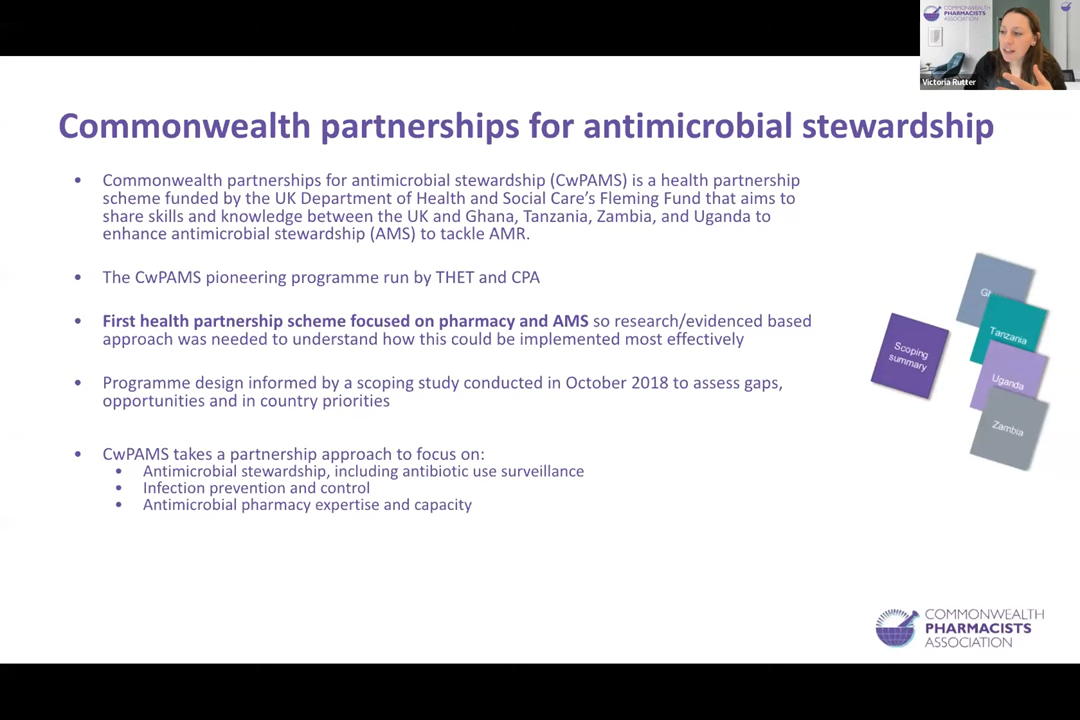 COMMONWEALTH
PHARMACISTS
ASSOCIATION
Victoria Rutter
Commonwealth partnerships for antimicrobial stewardship
• Commonwealth partnerships for antimicrobial stewardship (CwPAMS) is a health partnership
scheme funded by the UK Department of Health and Social Care's Fleming Fund that aims to
share skills and knowledge between the UK and Ghana, Tanzania, Zambia, and Uganda to
enhance antimicrobial stewardship (AMS) to tackle AMR.
• The CwPAMS pioneering programme run by THET and CPA
• First health partnership scheme focused on pharmacy and AMS so research/evidenced based
approach was needed to understand how this could be implemented most effectively
• Programme design informed by a scoping study conducted in October 2018 to assess gaps,
opportunities and in country priorities
• CwPAMS takes a partnership approach to focus on:
• Antimicrobial stewardship, including antibiotic use surveillance
• Infection prevention and control
• Antimicrobial pharmacy expertise and capacity
Scoping
summary
Tanzania
Uganda
Zambia
COMMONWEALTH
PHARMACISTS
ASSOCIATION